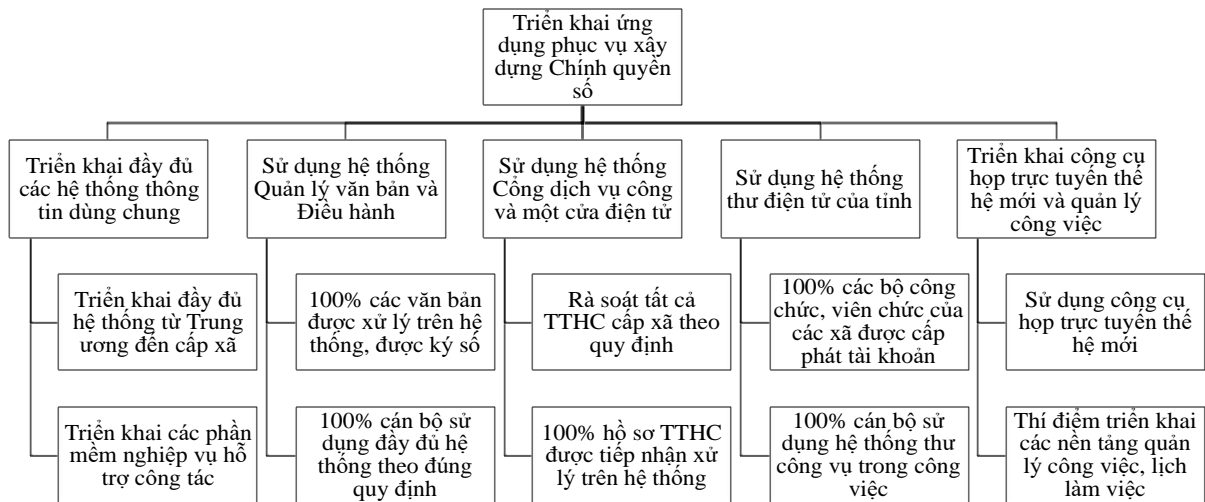 Triển khai ứng
dụng phục vụ xây
dựng Chính quyền
số
Triển khai đầy đủ
các hệ thống thông
tin dùng chung
Sử dụng hệ thống
Quản lý văn bản và
Điều hành
Sử dụng hệ thống
Cổng dịch vụ công
và một cửa điện tử
Sử dụng hệ thống
thư điện tử của tỉnh
Triển khai công cụ
họp trực tuyến thế
hệ mới và quản lý
công việc
Triển khai đầy đủ
hệ thống từ Trung
ương đến cấp xã
100% các văn bản
được xử lý trên hệ
thống, được ký số
Rà soát tất cả
TTHC cấp xã theo
quy định
100% các bộ công
chức, viên chức của
các xã được cấp
phát tài khoản
Sử dụng công cụ
họp trực tuyến thế
hệ mới
Triển khai các phần
mềm nghiệp vụ hỗ
trợ công tác
100% cán bộ sử
dụng đầy đủ hệ
thống theo đúng
quy định
100% hồ sơ TTHC
được tiếp nhận xử
lý trên hệ thống
100% cán bộ sử
dụng hệ thống thư
công vụ trong công
việc
Thí điểm triển khai
các nền tảng quản
lý công việc, lịch
làm việc